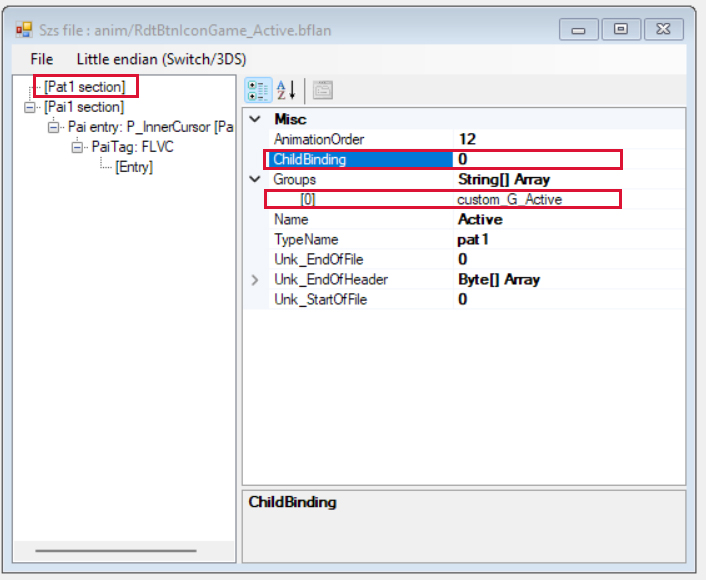 Szs file : anim/RdtBtnIconGame_Active.bflan
File Little endian (Switch/3DS)
[Pat1 section]
[Pai1 section]
Pai entry: P_InnerCursor [Pa
PaiTag: FLVC
[Entry]
Misc
AnimationOrder 12
ChildBinding 0
Groups String[] Array
[0] custom_G_Active
Name Active
TypeName pat1
Unk_EndOfFile 0
Unk_EndOfHeader Byte[] Array
Unk_StartOfFile 0
ChildBinding